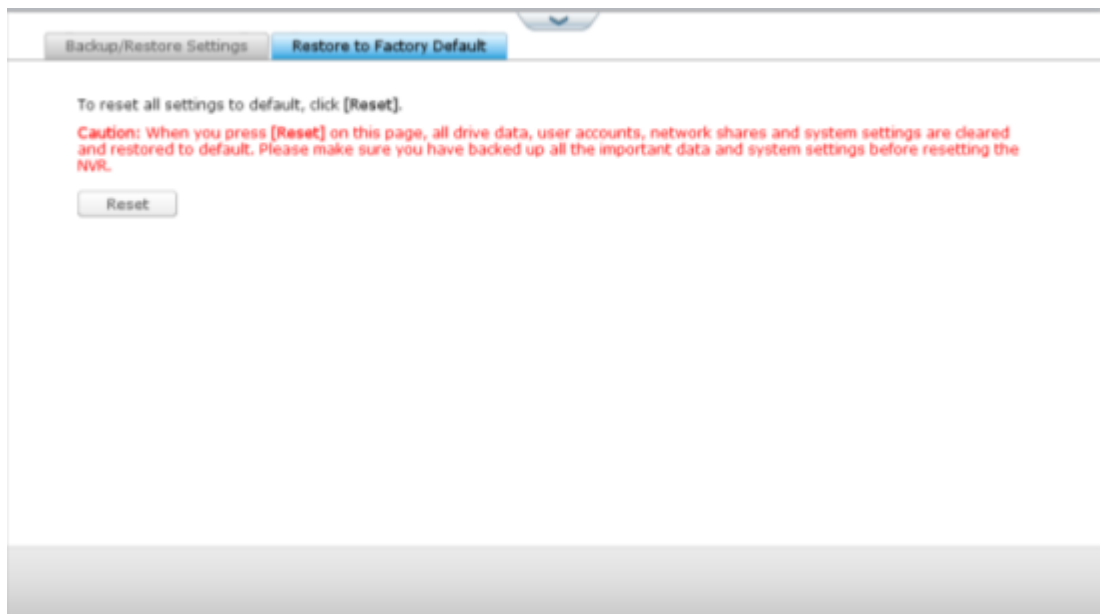 Backup/Restore Settings
Restore to Factory Default
To reset all settings to default, click [Reset].
Caution: When you press [Reset] on this page, all drive data, user accounts, network shares and system settings are cleared
and restored to default. Please make sure you have backed up all the important data and system settings before resetting the
NVR.
Reset